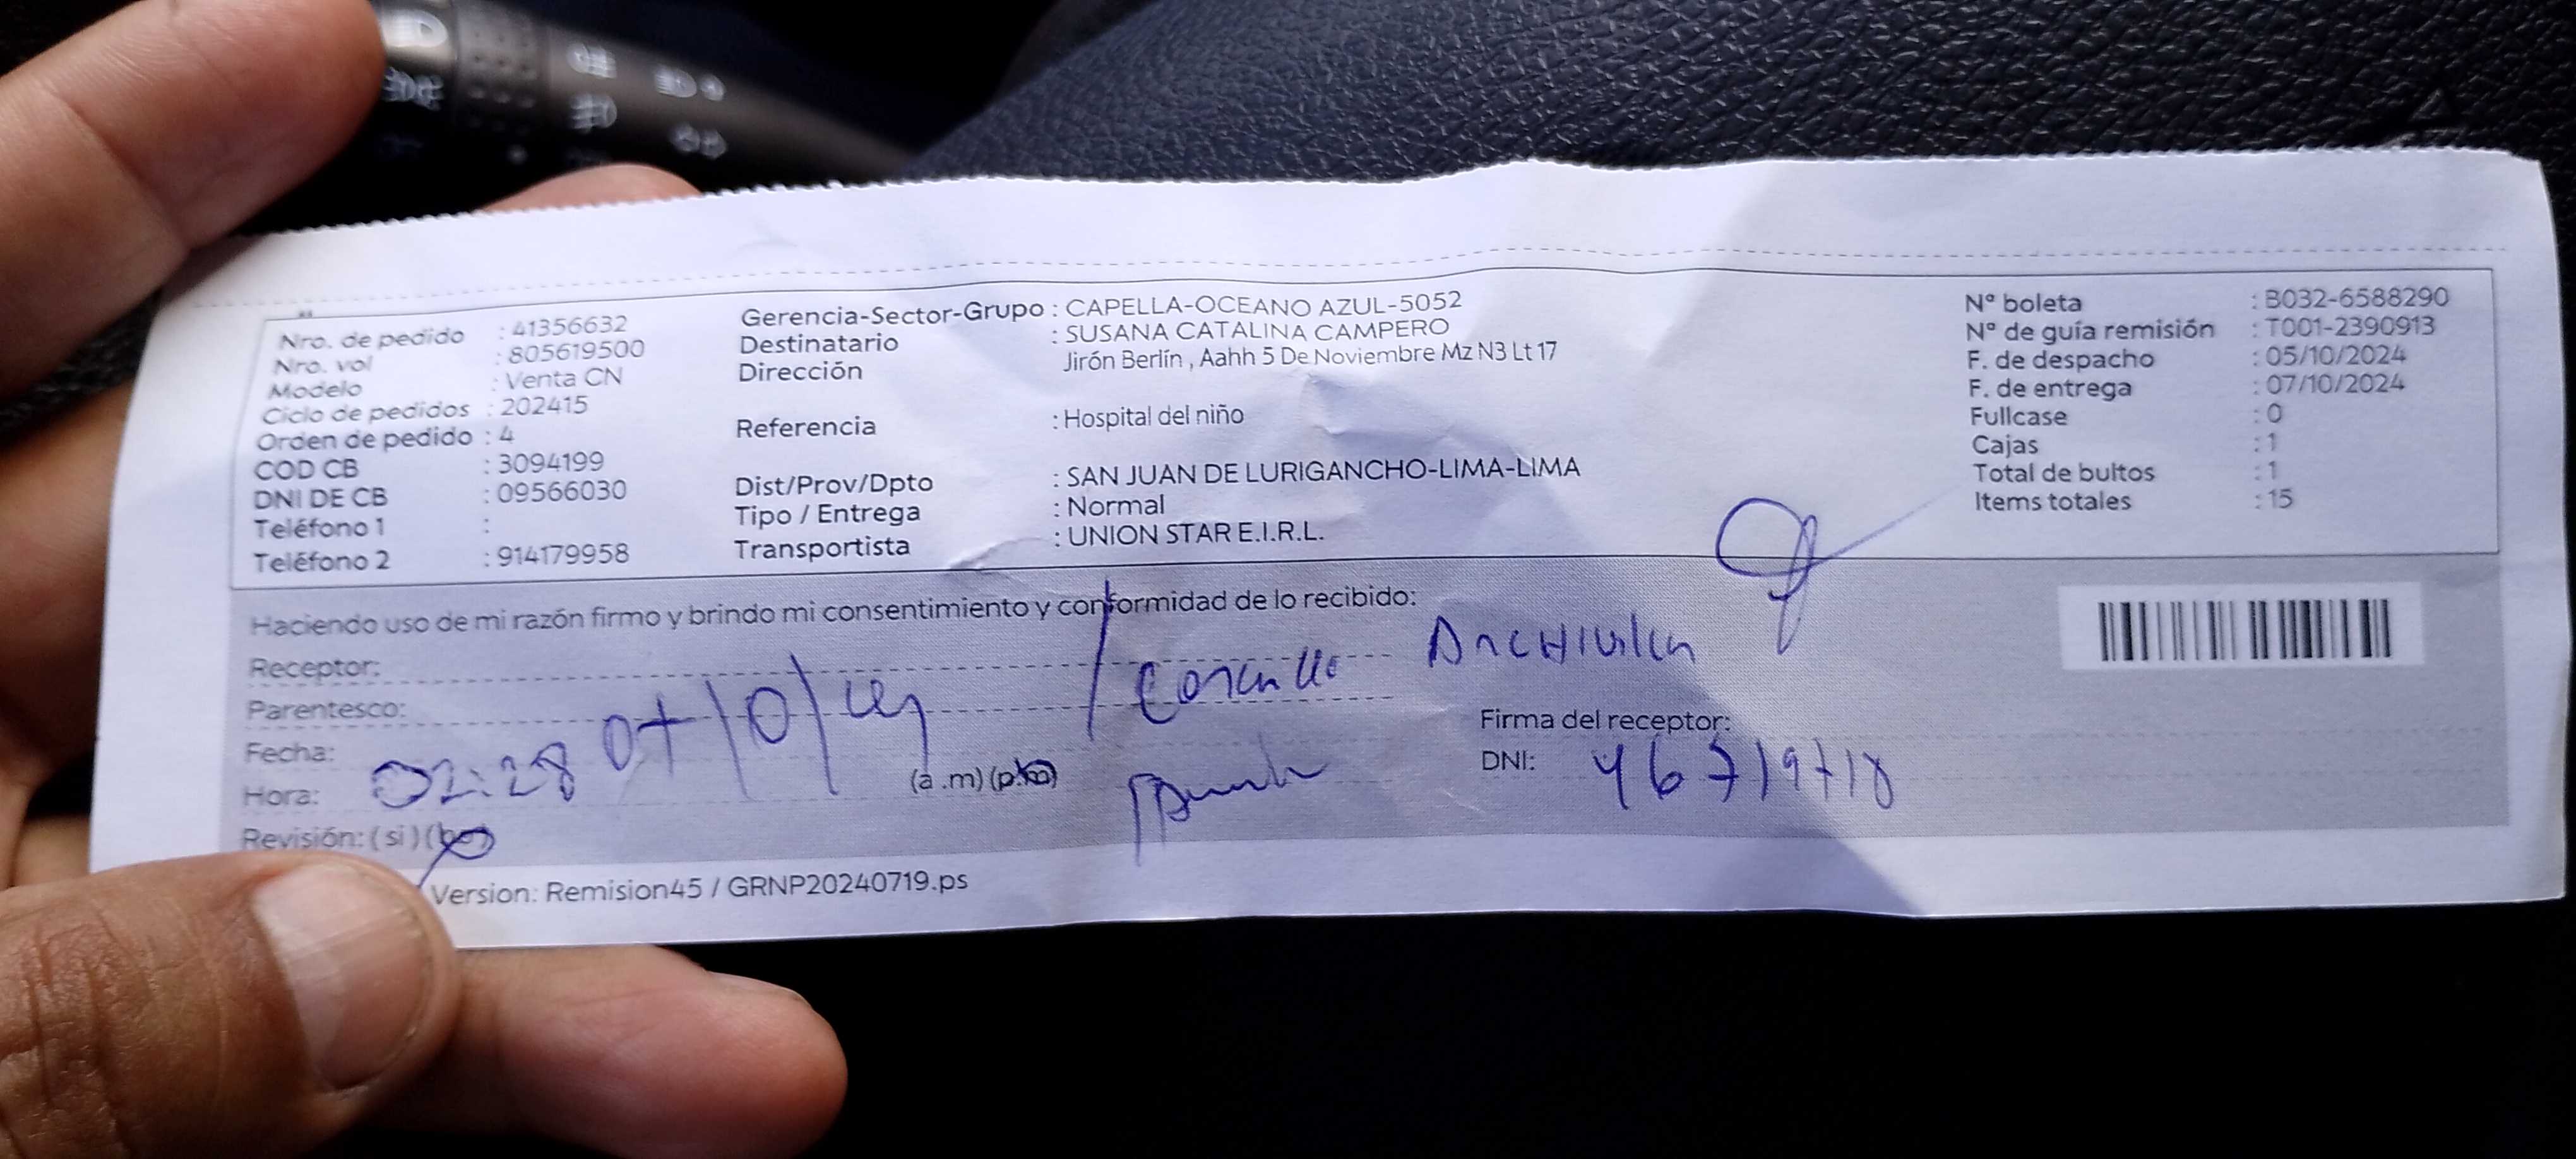 Nro. de pedido : 41356632
Nro. vol : 805619500
Modelo : Venta CN
Ciclo de pedidos : 202415
Orden de pedido : 4
COD CB : 3094199
DNI DE CB : 09566030
Teléfono 1 :
Teléfono 2 : 914179958
Gerencia-Sector-Grupo : CAPELLA-OCEANO AZUL-5052
Destinatario : SUSANA CATALINA CAMPERO
Dirección Jirón Berlín , Aahh 5 De Noviembre Mz N3 Lt 17
Referencia : Hospital del niño
Dist/Prov/Dpto : SAN JUAN DE LURIGANCHO-LIMA-LIMA
Tipo / Entrega : Normal
Transportista : UNION STAR E.I.R.L.
Nº boleta : B032-6588290
Nº de guía remisión : T001-2390913
F. de despacho : 05/10/2024
F. de entrega : 07/10/2024
Fullcase : 0
Cajas : 1
Total de bultos : 1
Items totales : 15
Haciendo uso de mi razón firmo y brindo mi consentimiento y conformidad de lo recibido:
Receptor:
Parentesco:
Fecha: 07/10/24
Hora: 02:28 (a .m) (p.m)
Revisión: ( si ) (no)
Firma del receptor:
DNI: 46719718
Version: Remision45 / GRNP20240719.ps